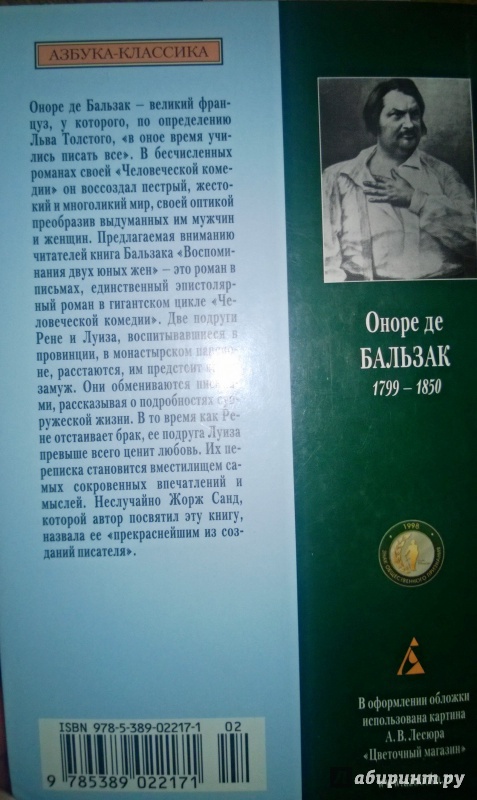 АЗБУКА-КЛАССИКА
Оноре де Бальзак – великий фран-
цуз, у которого, по определению
Льва Толстого, «в оное время учи-
лись писать все». В бесчисленных
романах своей «Человеческой коме-
дии» он воссоздал пестрый, жесто-
кий и многоликий мир, своей оптикой
преобразив выдуманных им мужчин
и женщин. Предлагаемая вниманию
читателей книга Бальзака «Воспоми-
нания двух юных жен» – это роман в
письмах, единственный эпистоляр-
ный роман в гигантском цикле «Че-
ловеческой комедии». Две подруги
Рене и Луиза, воспитывавшиеся в
провинции, в монастырском
расстаются, им предстоит
замуж. Они обмениваются
ми, рассказывая о подробностях
ружеской жизни. В то время как Ре-
не отстаивает брак, ее подруга Луиза
превыше всего ценит любовь. Их пе-
реписка становится вместилищем са-
мых сокровенных впечатлений и
мыслей. Неслучайно Жорж Санд,
которой автор посвятил эту книгу,
назвала ее «прекраснейшим из соз-
даний писателя».
Оноре де
БАЛЬЗАК
1799 – 1850
1998
ЗНАК ОБЩЕСТВЕННОГО ПРИЗНАНИЯ
В оформлении обложки
использована картина
А. В. Лесюра
«Цветочный магазин»
ISBN 978-5-389-02217-1 02
9 785389 022171
абиринт.ру